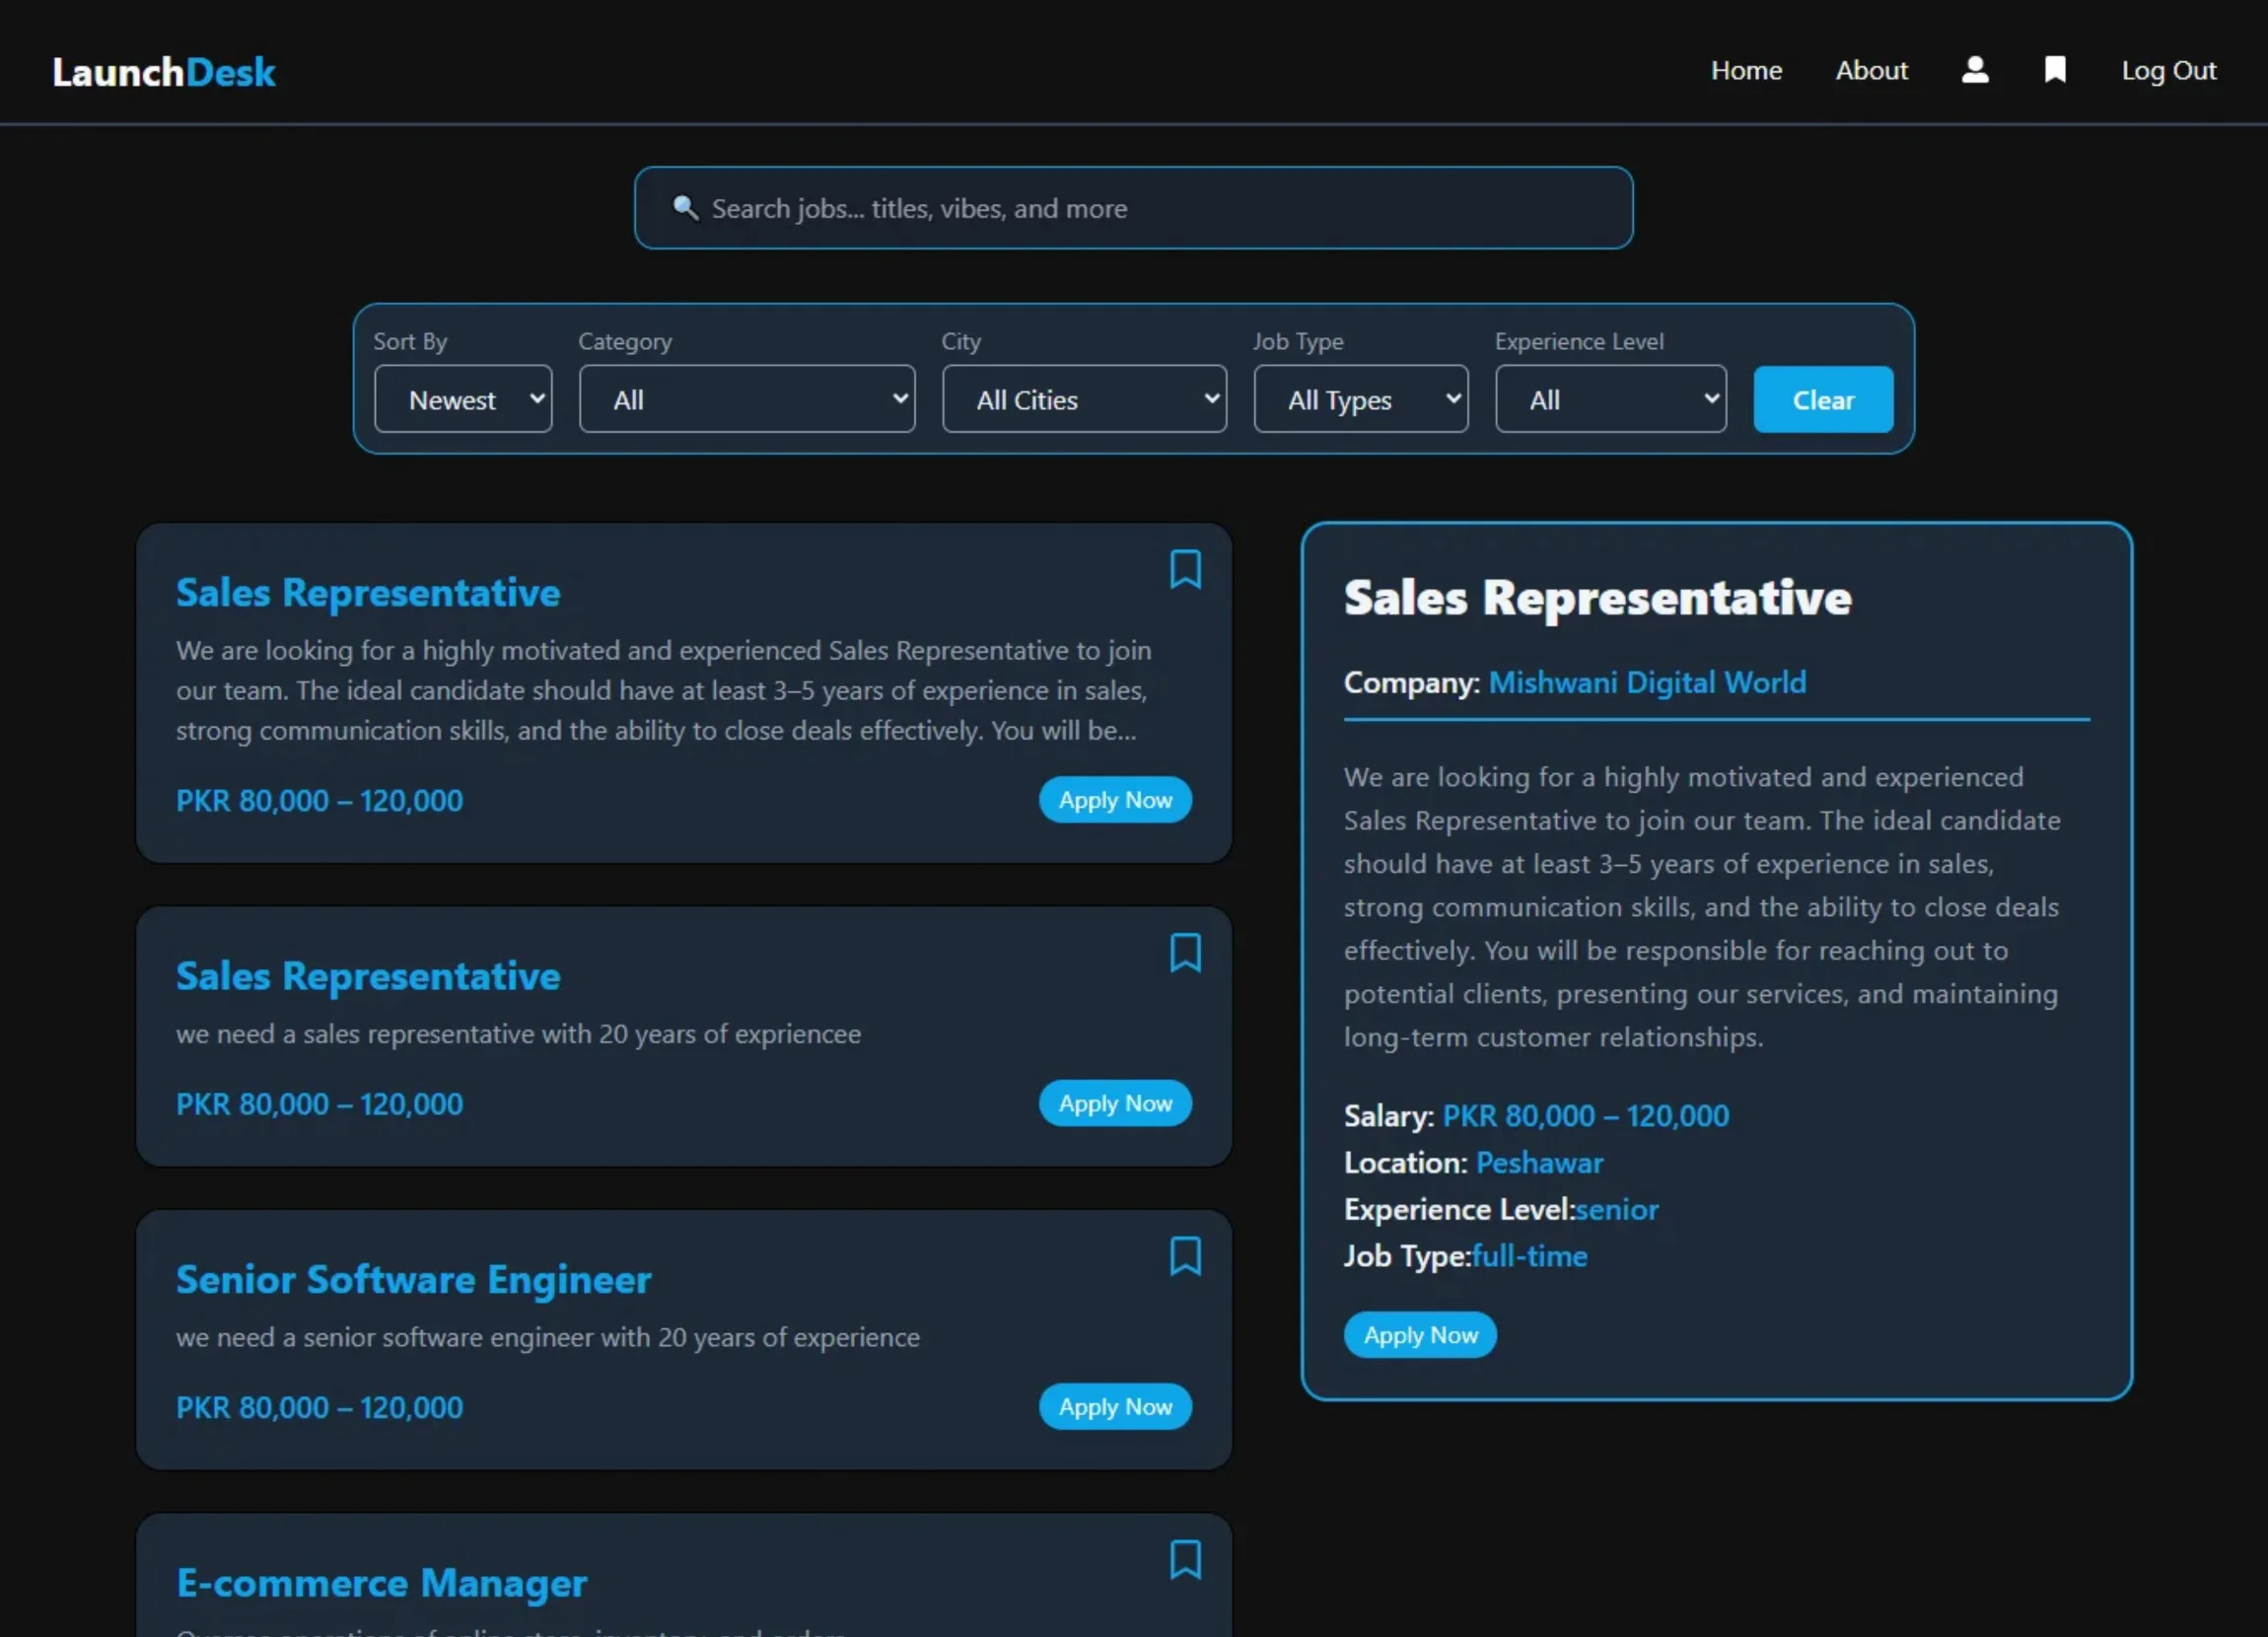 LaunchDesk
Home
About
Log Out
Search jobs... titles, vibes, and more
Sort By
Category
City
Job Type
Experience Level
Newest
All
All Cities
All Types
All
Clear
Sales Representative
We are looking for a highly motivated and experienced Sales Representative to join
our team. The ideal candidate should have at least 3–5 years of experience in sales,
strong communication skills, and the ability to close deals effectively. You will be...
PKR 80,000 – 120,000
Apply Now
Sales Representative
we need a sales representative with 20 years of expriencee
PKR 80,000 – 120,000
Apply Now
Senior Software Engineer
we need a senior software engineer with 20 years of experience
PKR 80,000 – 120,000
Apply Now
E-commerce Manager
Oversee operations of online store, inventory, and orders
Sales Representative
Company: Mishwani Digital World
We are looking for a highly motivated and experienced
Sales Representative to join our team. The ideal candidate
should have at least 3–5 years of experience in sales,
strong communication skills, and the ability to close deals
effectively. You will be responsible for reaching out to
potential clients, presenting our services, and maintaining
long-term customer relationships.
Salary: PKR 80,000 – 120,000
Location: Peshawar
Experience Level:senior
Job Type:full-time
Apply Now